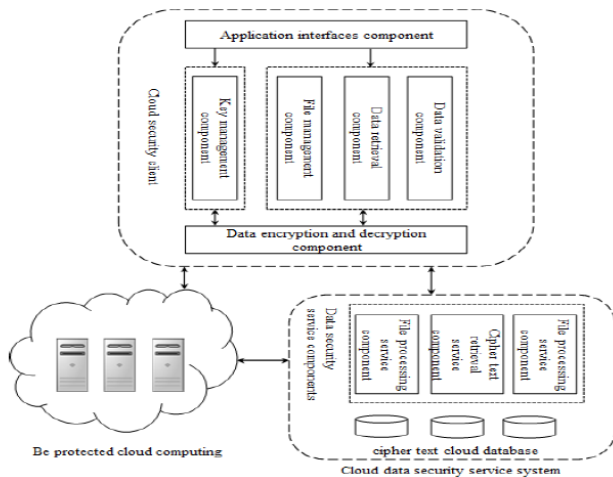 Application interfaces component
Cloud security client
Key management
component
File management
component
Data retrieval
component
Data validation
component
Data encryption and decryption
component
Data security
service components
File processing
service
component
Cipher text
retrieval
service
component
File processing
service
component
Be protected cloud computing
cipher text cloud database
Cloud data security service system